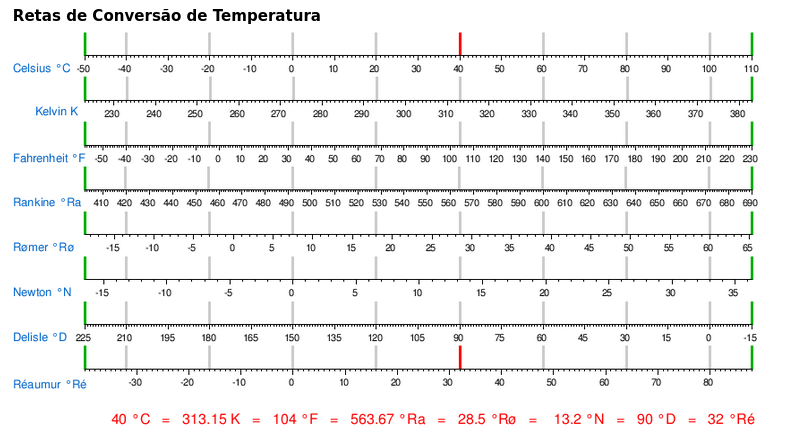 Retas de Conversão de Temperatura
Celsius °C -50 -40 -30 -20 -10 0 10 20 30 40 50 60 70 80 90 100 110
Kelvin K 230 240 250 260 270 280 290 300 310 320 330 340 350 360 370 380
Fahrenheit °F -50 -40 -30 -20 -10 0 10 20 30 40 50 60 70 80 90 100 110 120 130 140 150 160 170 180 190 200 210 220 230
Rankine °Ra 410 420 430 440 450 460 470 480 490 500 510 520 530 540 550 560 570 580 590 600 610 620 630 640 650 660 670 680 690
Rømer °Rø -15 -10 -5 0 5 10 15 20 25 30 35 40 45 50 55 60 65
Newton °N -15 -10 -5 0 5 10 15 20 25 30 35
Delisle °D 225 210 195 180 165 150 135 120 105 90 75 60 45 30 15 0 -15
Réaumur °Ré -30 -20 -10 0 10 20 30 40 50 60 70 80
40 °C = 313.15 K = 104 °F = 563.67 °Ra = 28.5 °Rø = 13.2 °N = 90 °D = 32 °Ré